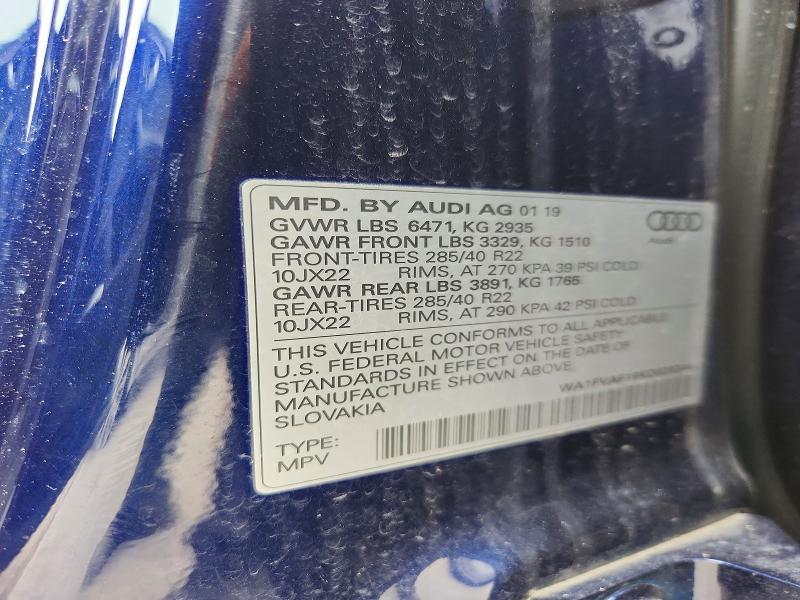 MFD. BY AUDI AG 01 19
GVWR LBS 6471, KG 2935
GAWR FRONT LBS 3329, KG 1510
FRONT-TIRES 285/40 R22
10JX22 RIMS, AT 270 KPA 39 PSI COLD
GAWR REAR LBS 3891, KG 1765
REAR-TIRES 285/40 R22
10JX22 RIMS, AT 290 KPA 42 PSI COLD
Audi
THIS VEHICLE CONFORMS TO ALL APPLICABLE
U.S. FEDERAL MOTOR VEHICLE SAFETY
STANDARDS IN EFFECT ON THE DATE OF
MANUFACTURE SHOWN ABOVE.
SLOVAKIA
TYPE:
MPV